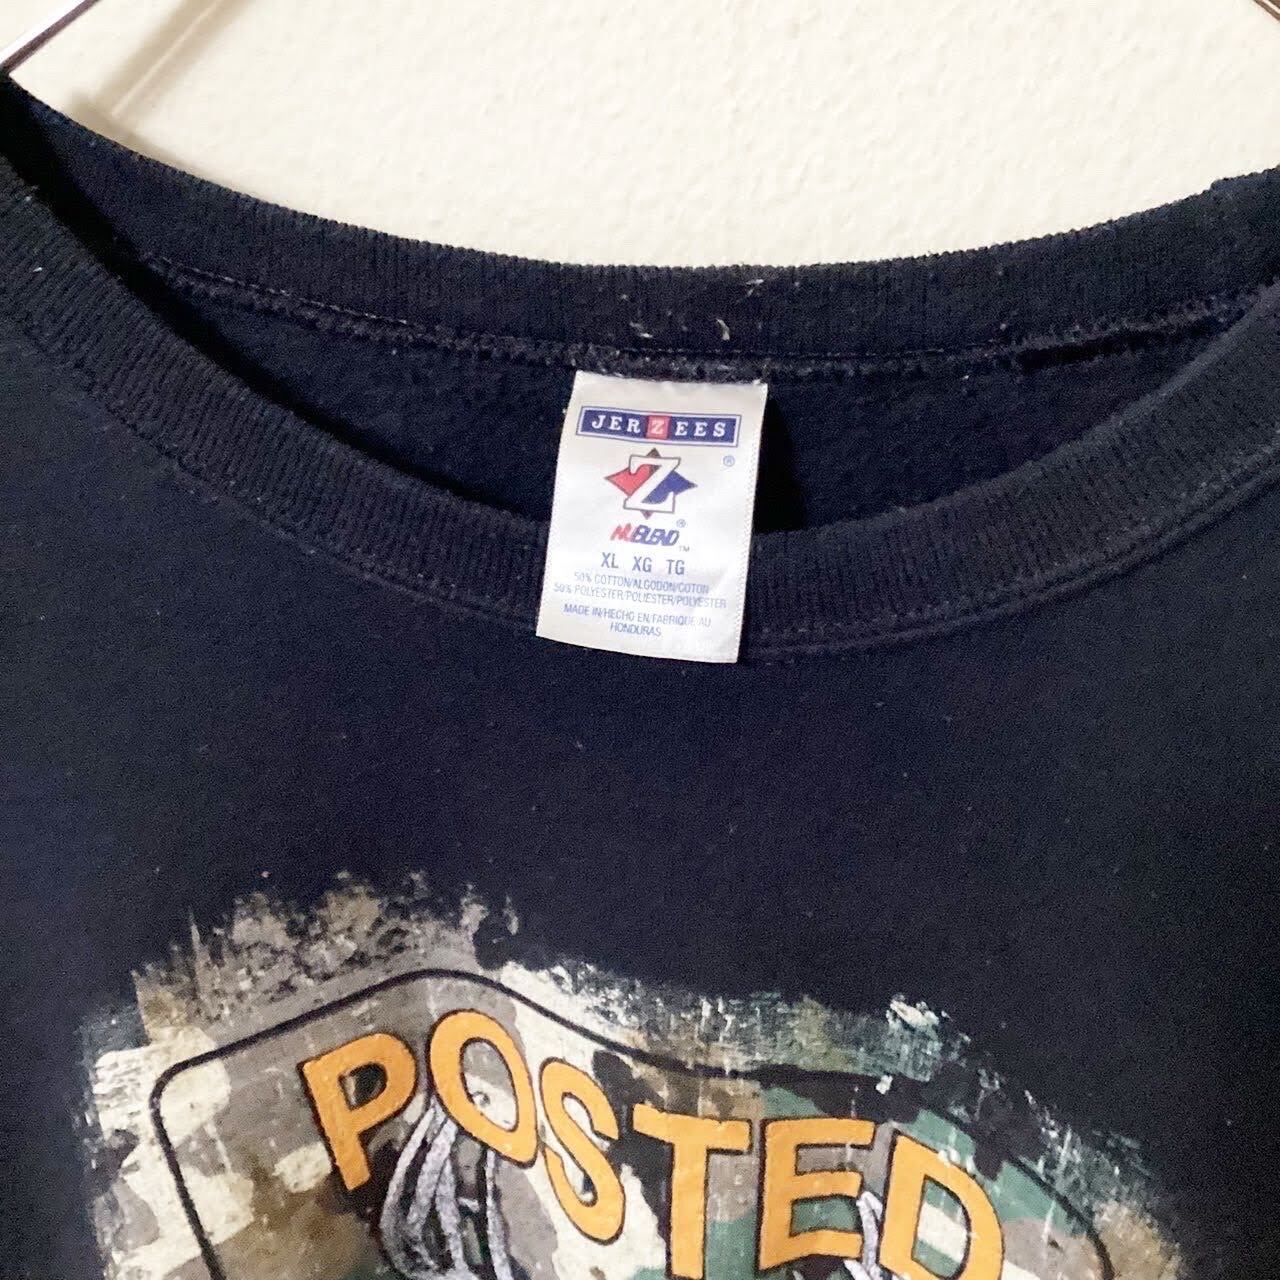 JERZEES
Z ®
NUBLEND® ™
XL XG TG
50% COTTON/ALGODON/COTON
50% POLYESTER/POLIESTER/POLYESTER
MADE IN/HECHO EN/FABRIQUE AU
HONDURAS
POSTED